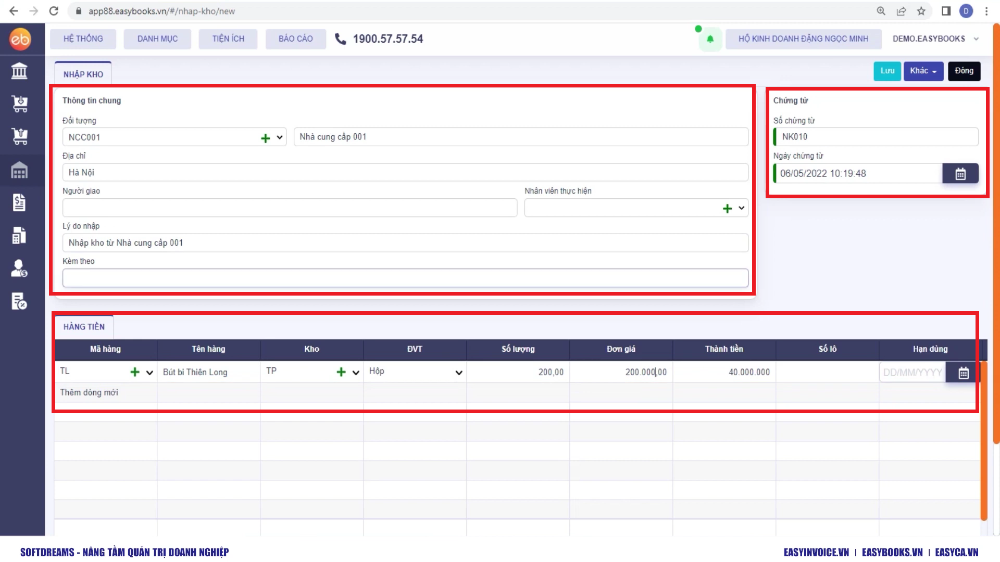 app88.easybooks.vn/#/nhap-kho/new
D
eb
HỆ THỐNG
DANH MỤC
TIỆN ÍCH
BÁO CÁO
1900.57.57.54
HỘ KINH DOANH ĐẶNG NGỌC MINH
DEMO.EASYBOOKS
NHẬP KHO
Lưu
Khác
Đóng
Thông tin chung
Đối tượng
NCC001
Nhà cung cấp 001
Địa chỉ
Hà Nội
Người giao
Nhân viên thực hiện
Lý do nhập
Nhập kho từ Nhà cung cấp 001
Kèm theo
Chứng từ
Số chứng từ
NK010
Ngày chứng từ
06/05/2022 10:19:48
HÀNG TIỀN
Mã hàng Tên hàng Kho ĐVT Số lượng Đơn giá Thành tiền Số lô Hạn dùng
TL Bút bi Thiên Long TP Hộp 200,00 200.000,00 40.000.000 DD/MM/YYYY
Thêm dòng mới
SOFTDREAMS - NÂNG TẦM QUẢN TRỊ DOANH NGHIỆP
EASYINVOICE.VN | EASYBOOKS.VN | EASYCA.VN